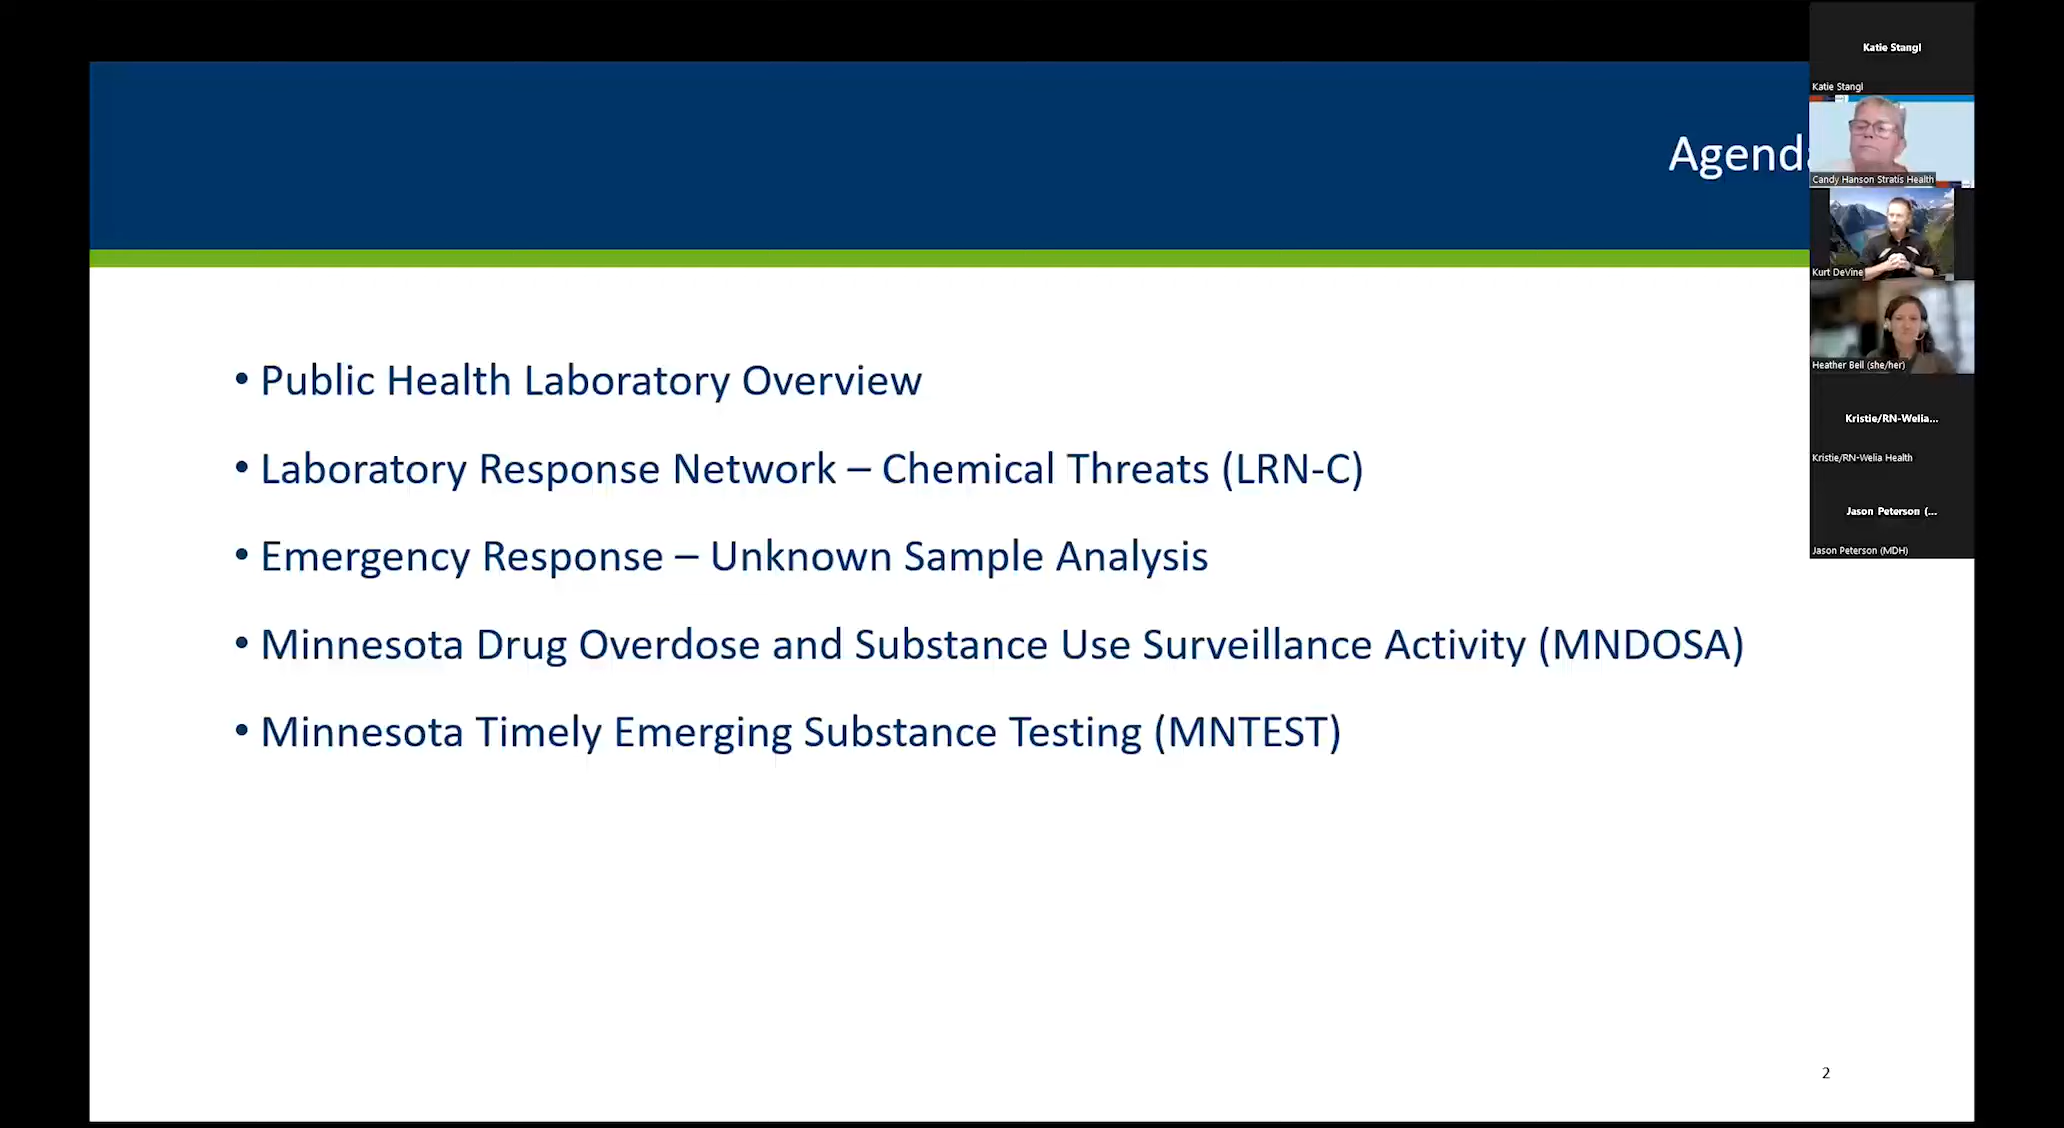 Katie Stangl
Katie Stangl
Agenda
Candy Hanson Stratis Health
Kurt DeVine
Heather Bell (she/her)
Kristie/RN-Welia...
Kristie/RN-Welia Health
Jason Peterson (...
Jason Peterson (MDH)
• Public Health Laboratory Overview
• Laboratory Response Network – Chemical Threats (LRN-C)
• Emergency Response – Unknown Sample Analysis
• Minnesota Drug Overdose and Substance Use Surveillance Activity (MNDOSA)
• Minnesota Timely Emerging Substance Testing (MNTEST)
2